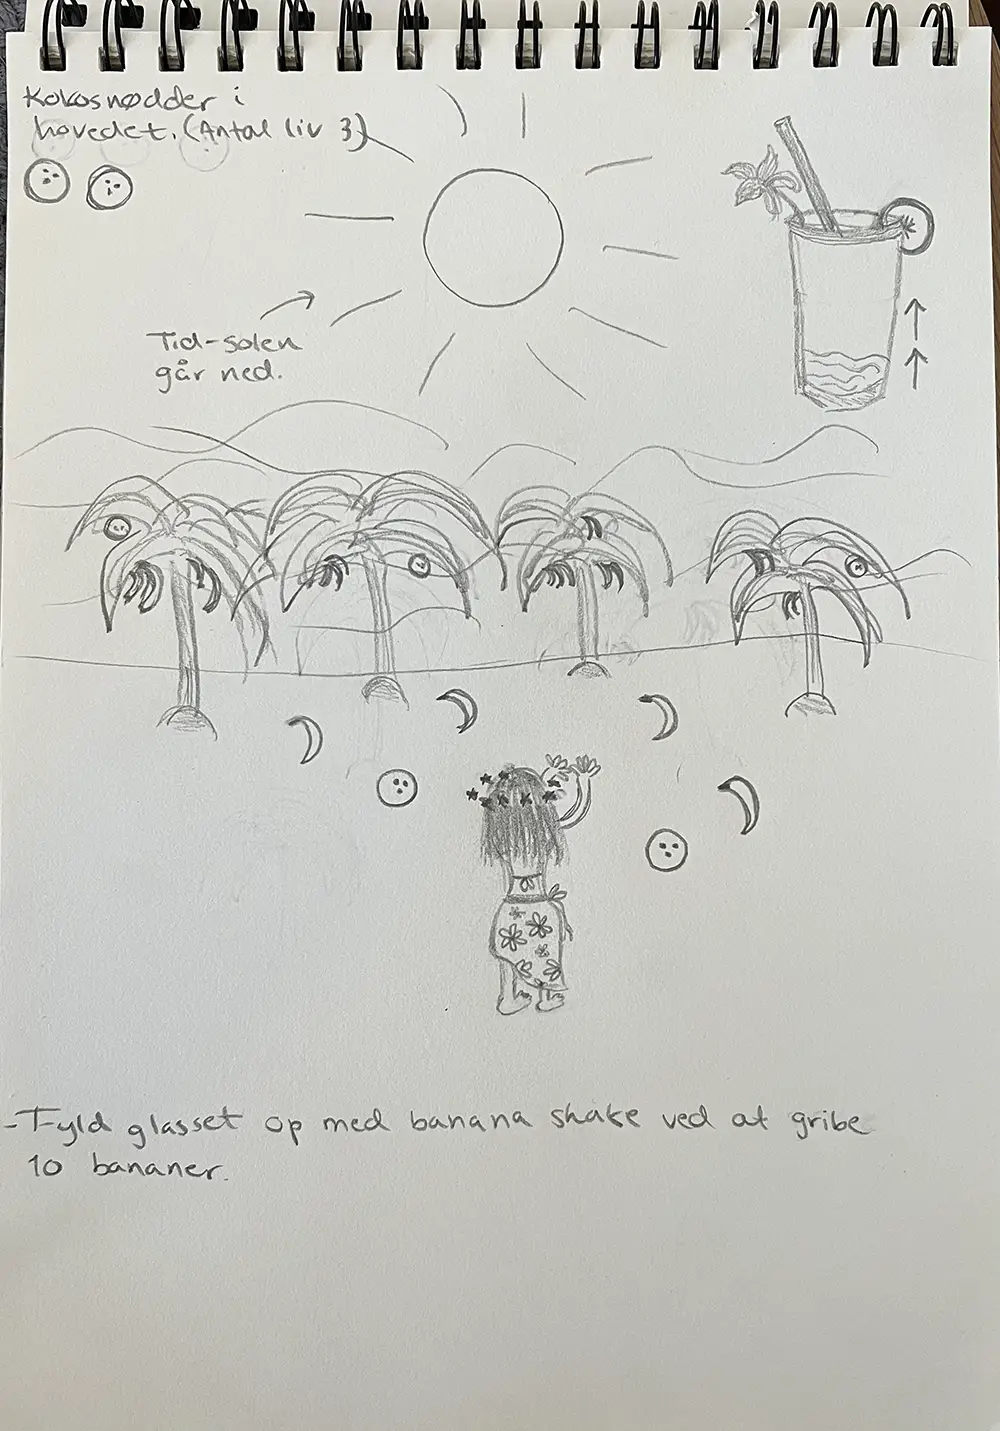 Kokosnødder i
hovedet. (Antal liv 3)
Tid-solen
går ned.
- Fyld glasset op med banana shake ved at gribe
10 bananer.